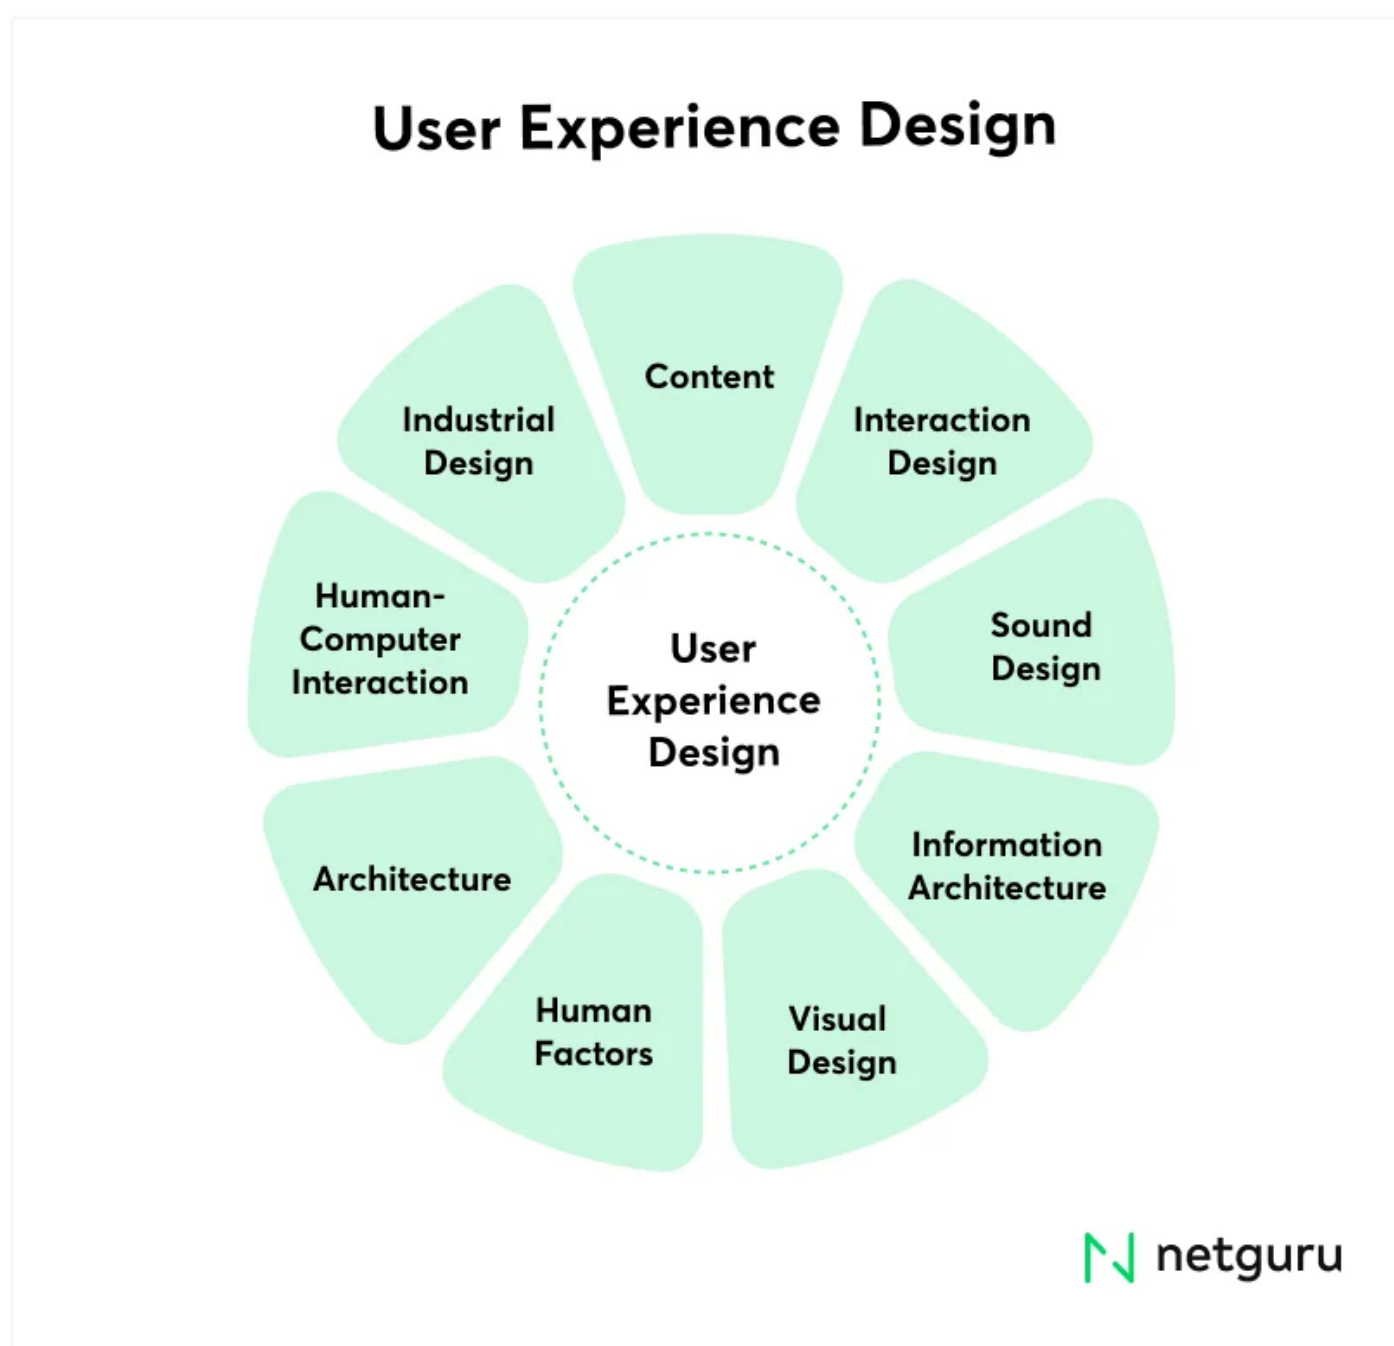 User Experience Design
Content
Interaction
Design
Sound
Design
Information
Architecture
Visual
Design
Human
Factors
Architecture
Human-
Computer
Interaction
Industrial
Design
User
Experience
Design
netguru